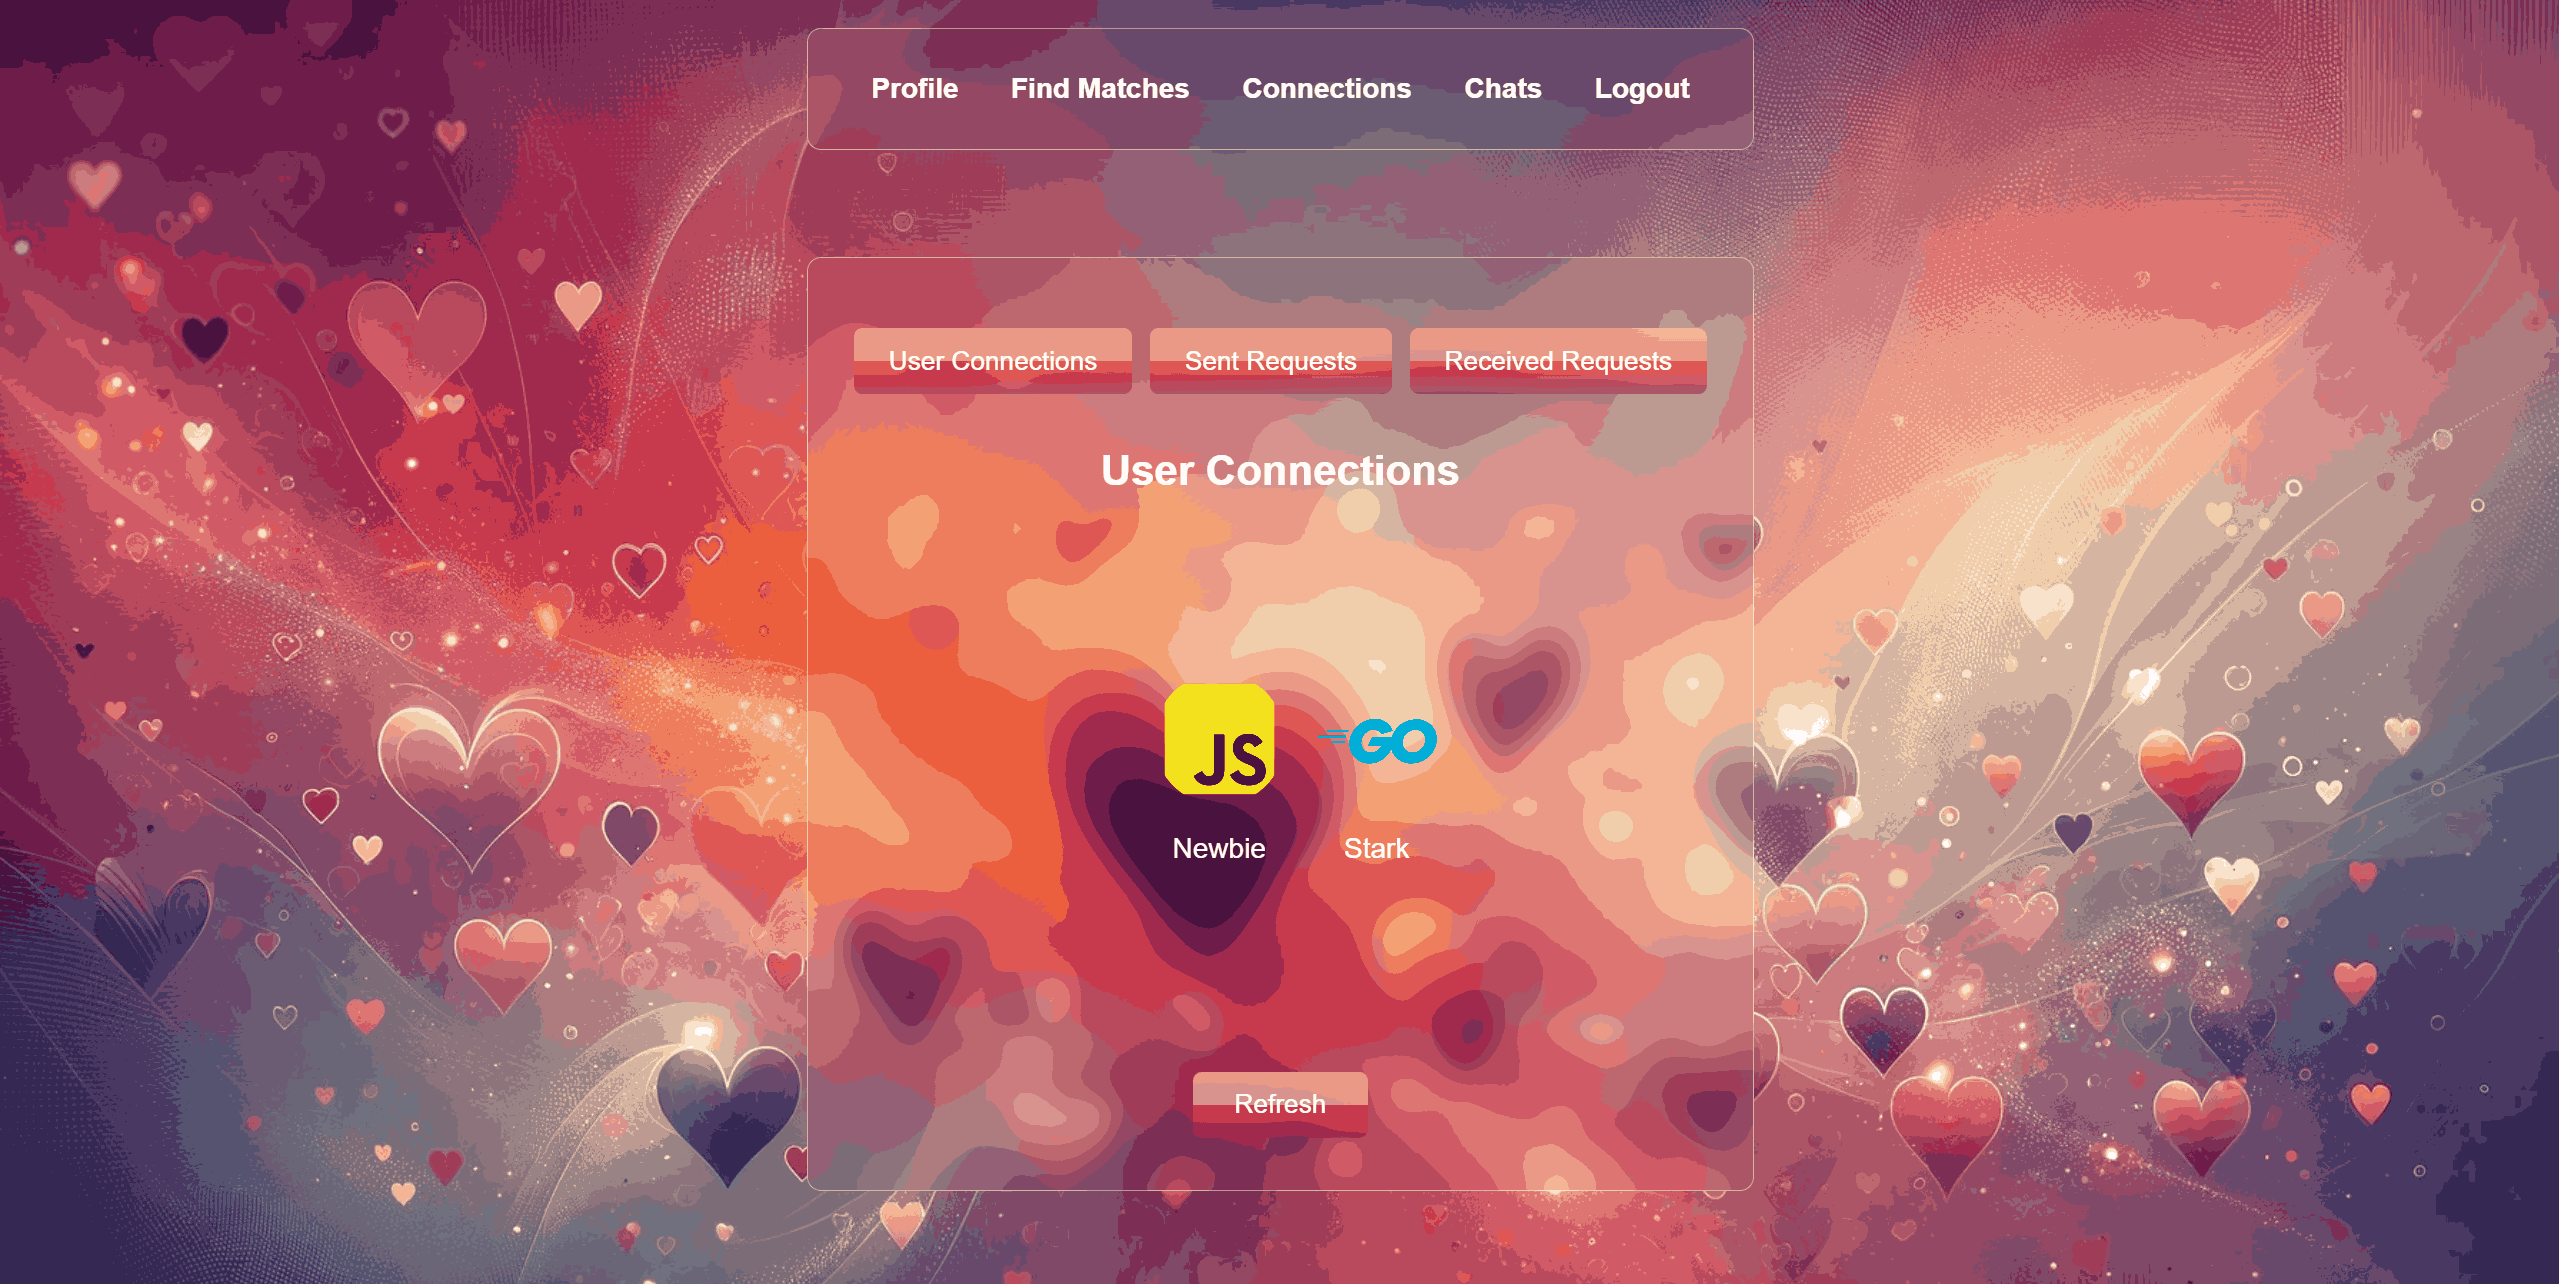 Profile Find Matches Connections Chats Logout
User Connections Sent Requests Received Requests
User Connections
JS GO
Newbie Stark
Refresh